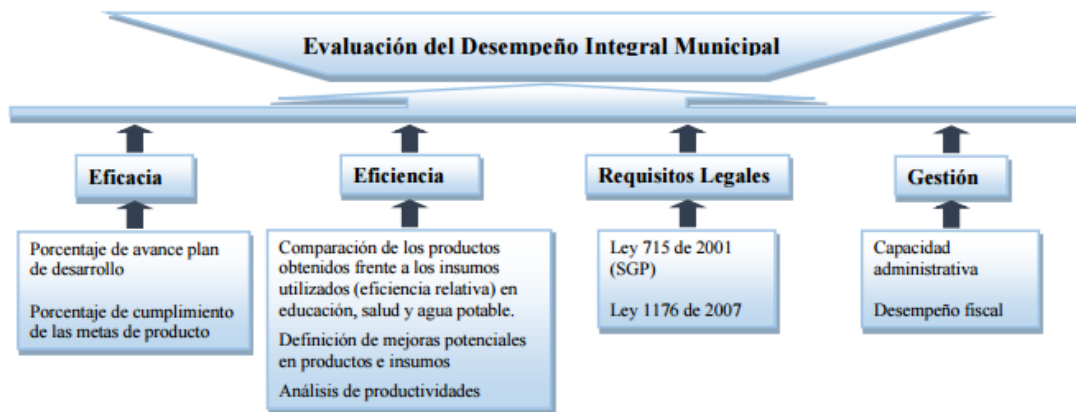 Evaluación del Desempeño Integral Municipal
Eficacia
Eficiencia
Requisitos Legales
Gestión
Porcentaje de avance plan
de desarrollo
Porcentaje de cumplimiento
de las metas de producto
Comparación de los productos
obtenidos frente a los insumos
utilizados (eficiencia relativa) en
educación, salud y agua potable.
Definición de mejoras potenciales
en productos e insumos
Análisis de productividades
Ley 715 de 2001
(SGP)
Ley 1176 de 2007
Capacidad
administrativa
Desempeño fiscal